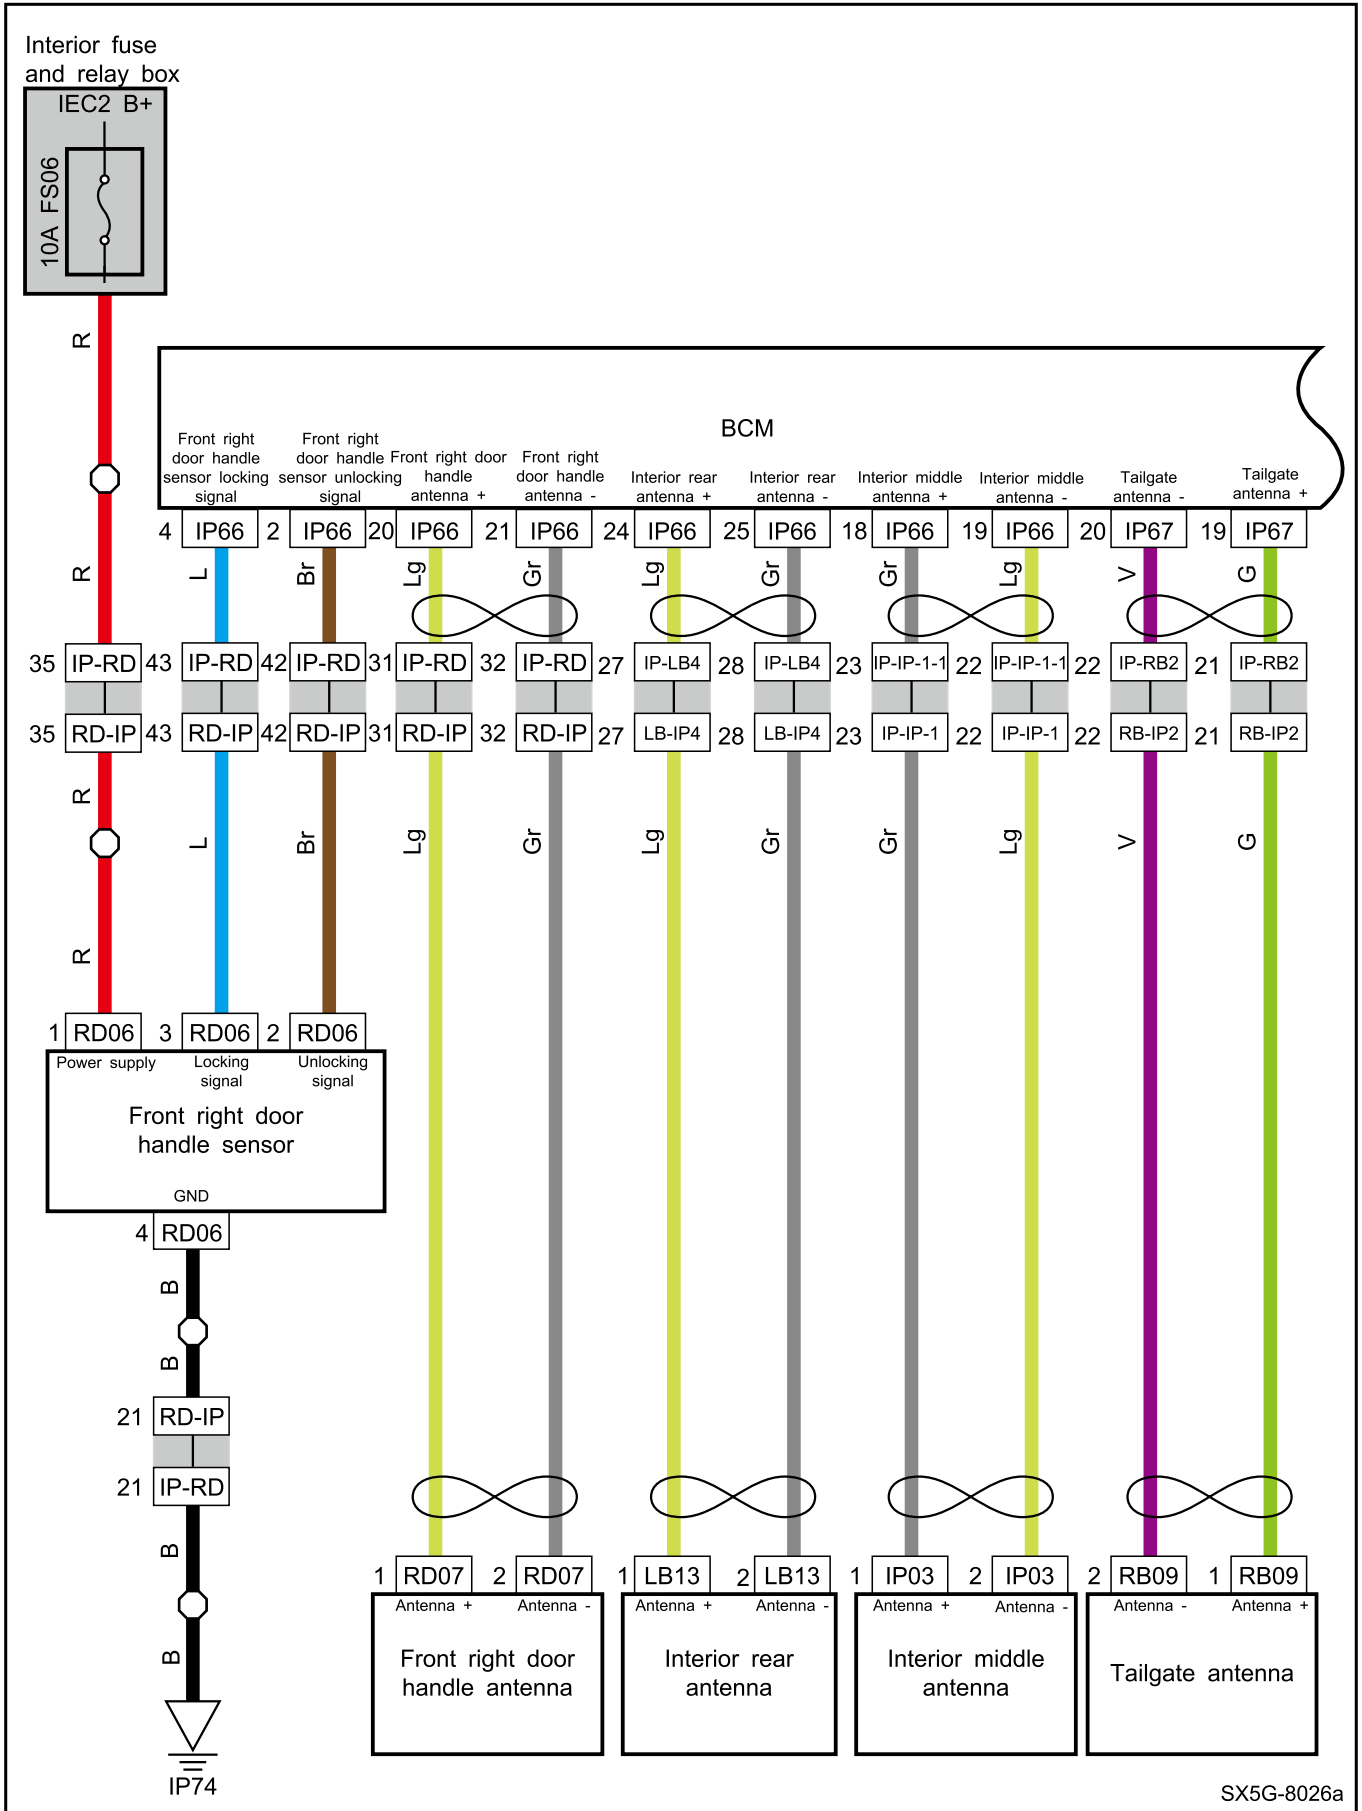 Interior fuse
and relay box
IEC2 B+
10A FS06
R
BCM
Front right
door handle
sensor locking
signal
Front right
door handle
sensor unlocking
signal
Front right door
handle
antenna +
Front right
door handle
antenna -
Interior rear
antenna +
Interior rear
antenna -
Interior middle
antenna +
Interior middle
antenna -
Tailgate
antenna -
Tailgate
antenna +
4 IP66 2 IP66 20 IP66 21 IP66 24 IP66 25 IP66 18 IP66 19 IP66 20 IP67 19 IP67
R L Br Lg Gr Lg Gr Gr Lg V G
35 IP-RD 43 IP-RD 42 IP-RD 31 IP-RD 32 IP-RD 27 IP-LB4 28 IP-LB4 23 IP-IP-1-1 22 IP-IP-1-1 22 IP-RB2 21 IP-RB2
35 RD-IP 43 RD-IP 42 RD-IP 31 RD-IP 32 RD-IP 27 LB-IP4 28 LB-IP4 23 IP-IP-1 22 IP-IP-1 22 RB-IP2 21 RB-IP2
R
L Br Lg Gr Lg Gr Gr Lg V G
R
1 RD06 3 RD06 2 RD06
Power supply
Locking
signal
Unlocking
signal
Front right door
handle sensor
GND
4 RD06
B
B
21 RD-IP
21 IP-RD
B
B
IP74
1 RD07 2 RD07 1 LB13 2 LB13 1 IP03 2 IP03 2 RB09 1 RB09
Antenna + Antenna - Antenna + Antenna - Antenna + Antenna - Antenna - Antenna +
Front right door
handle antenna
Interior rear
antenna
Interior middle
antenna
Tailgate antenna
SX5G-8026a